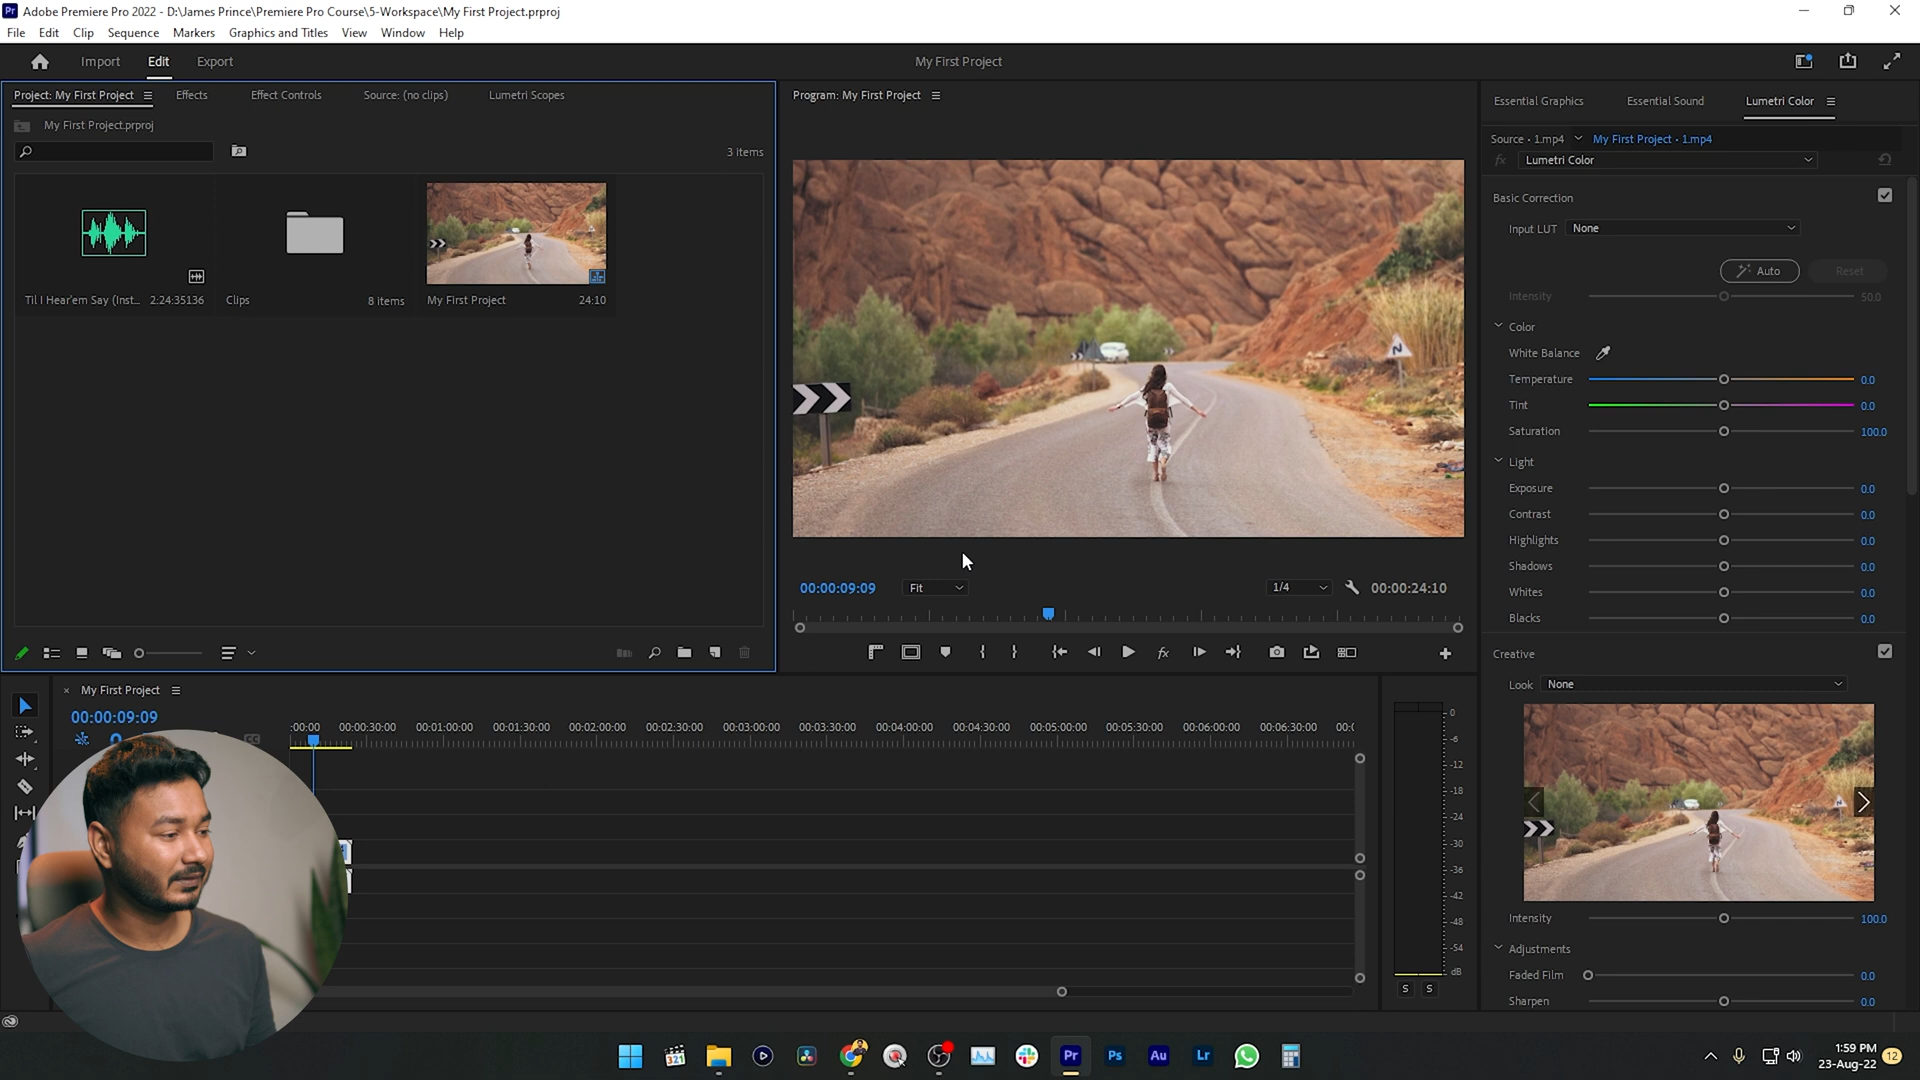 Adobe Premiere Pro 2022 - D:\James Prince\Premiere Pro Course\5-Workspace\My First Project.prproj
File Edit Clip Sequence Markers Graphics and Titles View Window Help
Import Edit Export
My First Project
Project: My First Project Effects Effect Controls Source: (no clips) Lumetri Scopes
My First Project.prproj
3 items
Til I Hear'em Say (Inst... 2:24:35136
Clips 8 items
My First Project 24:10
Program: My First Project
00:00:09:09 Fit 1/4 00:00:24:10
Essential Graphics Essential Sound Lumetri Color
Source • 1.mp4 My First Project • 1.mp4
fx Lumetri Color
Basic Correction
Input LUT None
Auto Reset
Intensity 50.0
Color
White Balance
Temperature 0.0
Tint 0.0
Saturation 100.0
Light
Exposure 0.0
Contrast 0.0
Highlights 0.0
Shadows 0.0
Whites 0.0
Blacks 0.0
Creative
Look None
Intensity 100.0
Adjustments
Faded Film 0.0
Sharpen 0.0
My First Project
00:00:09:09
:00:00 00:00:30:00 00:01:00:00 00:01:30:00 00:02:00:00 00:02:30:00 00:03:00:00 00:03:30:00 00:04:00:00 00:04:30:00 00:05:00:00 00:05:30:00 00:06:00:00 00:06:30:00 00:0
0
-6
-12
-18
-24
-30
-36
-42
-48
-54
dB
S S
Pr Ps Au Lr
1:59 PM
23-Aug-22
12